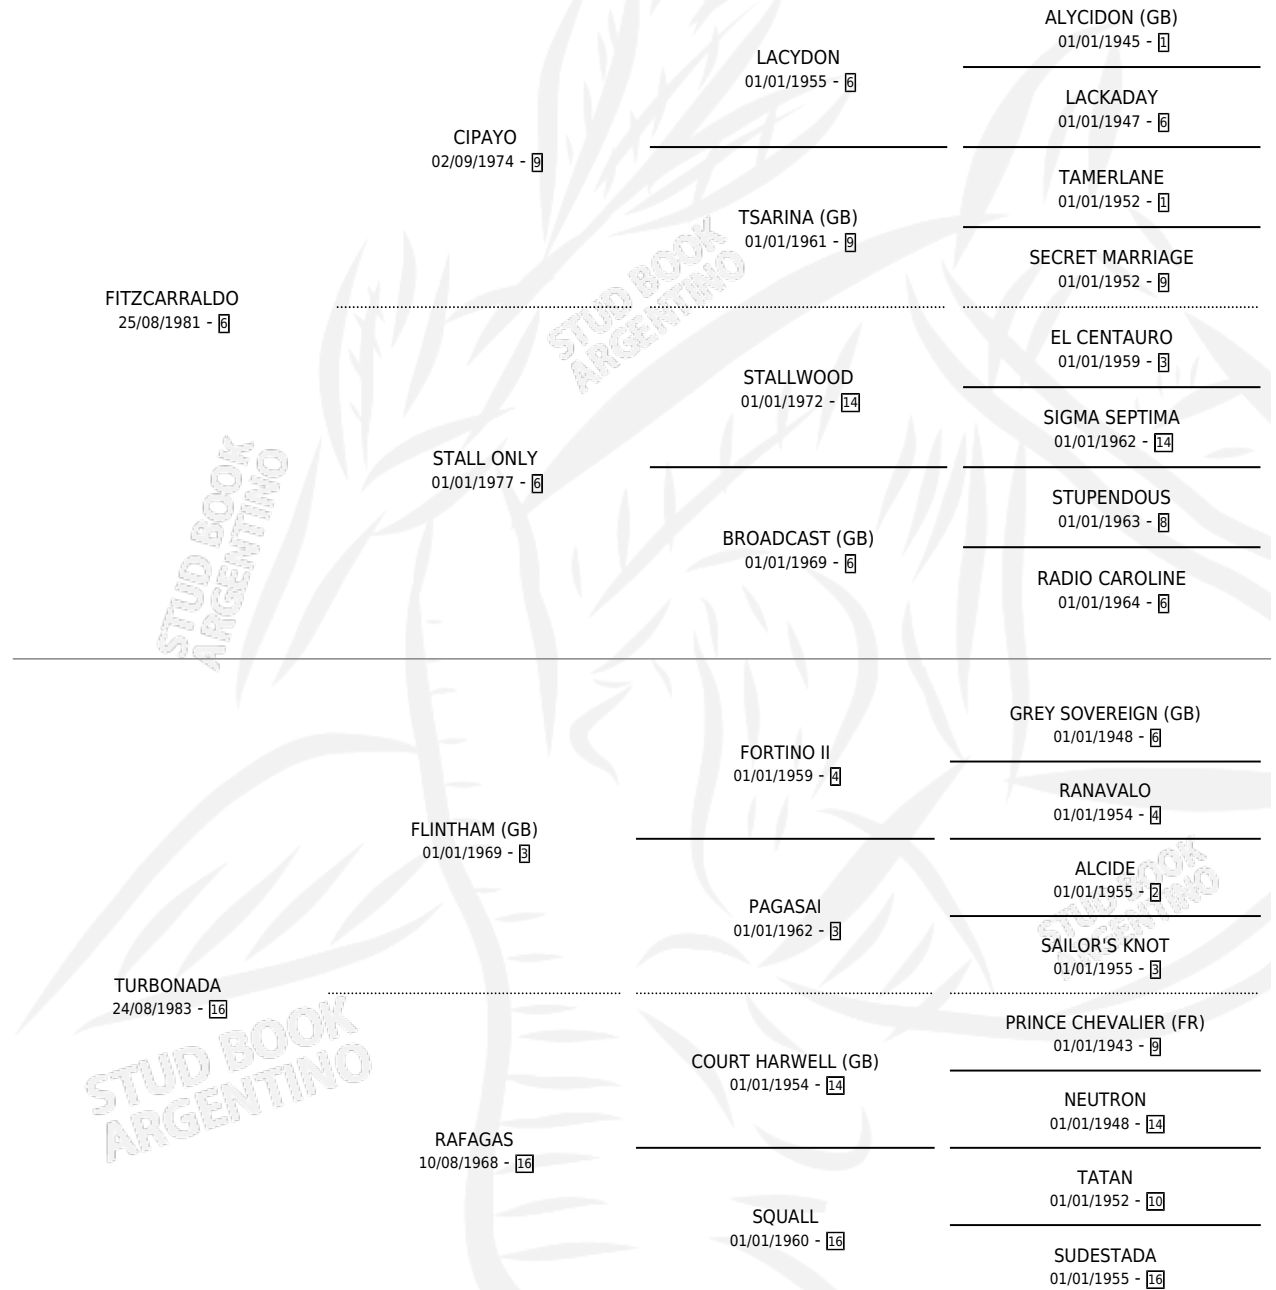 ALYCIDON (GB)
01/01/1945 - 1
LACYDON
01/01/1955 - 6
LACKADAY
01/01/1947 - 6
CIPAYO
02/09/1974 - 9
TAMERLANE
01/01/1952 - 1
TSARINA (GB)
01/01/1961 - 9
SECRET MARRIAGE
01/01/1952 - 9
FITZCARRALDO
25/08/1981 - 6
EL CENTAURO
01/01/1959 - 3
STALLWOOD
01/01/1972 - 14
SIGMA SEPTIMA
01/01/1962 - 14
STALL ONLY
01/01/1977 - 6
STUPENDOUS
01/01/1963 - 8
BROADCAST (GB)
01/01/1969 - 6
RADIO CAROLINE
01/01/1964 - 6
GREY SOVEREIGN (GB)
01/01/1948 - 6
FORTINO II
01/01/1959 - 4
RANAVALO
01/01/1954 - 4
FLINTHAM (GB)
01/01/1969 - 3
ALCIDE
01/01/1955 - 2
PAGASAI
01/01/1962 - 3
SAILOR'S KNOT
01/01/1955 - 3
TURBONADA
24/08/1983 - 16
PRINCE CHEVALIER (FR)
01/01/1943 - 9
COURT HARWELL (GB)
01/01/1954 - 14
NEUTRON
01/01/1948 - 14
RAFAGAS
10/08/1968 - 16
TATAN
01/01/1952 - 10
SQUALL
01/01/1960 - 16
SUDESTADA
01/01/1955 - 16
STUD BOOK
ARGENTINO
STUD BOOK
ARGENTINO
STUD BOOK
ARGENTINO
STUD BOOK
ARGENTINO